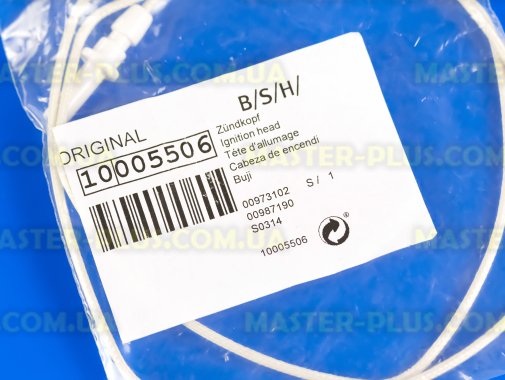 B/S/H/
ORIGINAL
10005506
Zündkopf
Ignition head
Tête d'allumage
Cabeza de encendi
Buji
00973102 S / 1
00987190
S0314
10005506
®
MASTER-PLUS.COM.UA